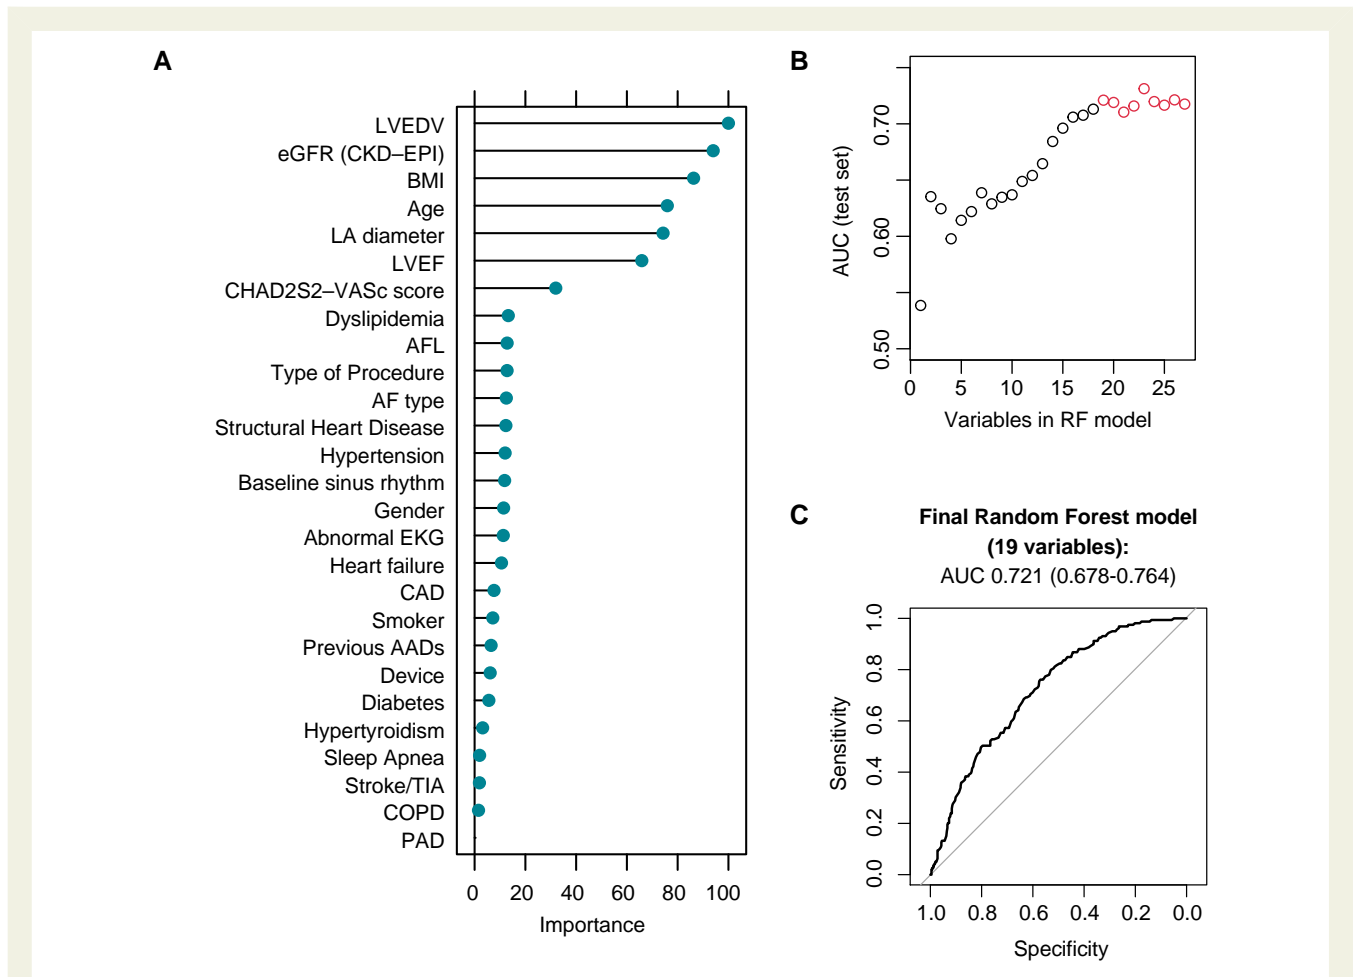 A
LVEDV
eGFR (CKD–EPI)
BMI
Age
LA diameter
LVEF
CHAD2S2–VASc score
Dyslipidemia
AFL
Type of Procedure
AF type
Structural Heart Disease
Hypertension
Baseline sinus rhythm
Gender
Abnormal EKG
Heart failure
CAD
Smoker
Previous AADs
Device
Diabetes
Hypertyroidism
Sleep Apnea
Stroke/TIA
COPD
PAD
0 20 40 60 80 100
Importance
B
AUC (test set)
0.70
0.60
0.50
0 5 10 15 20 25
Variables in RF model
C
Final Random Forest model
(19 variables):
AUC 0.721 (0.678-0.764)
Sensitivity
1.0
0.8
0.6
0.4
0.2
0.0
1.0 0.8 0.6 0.4 0.2 0.0
Specificity